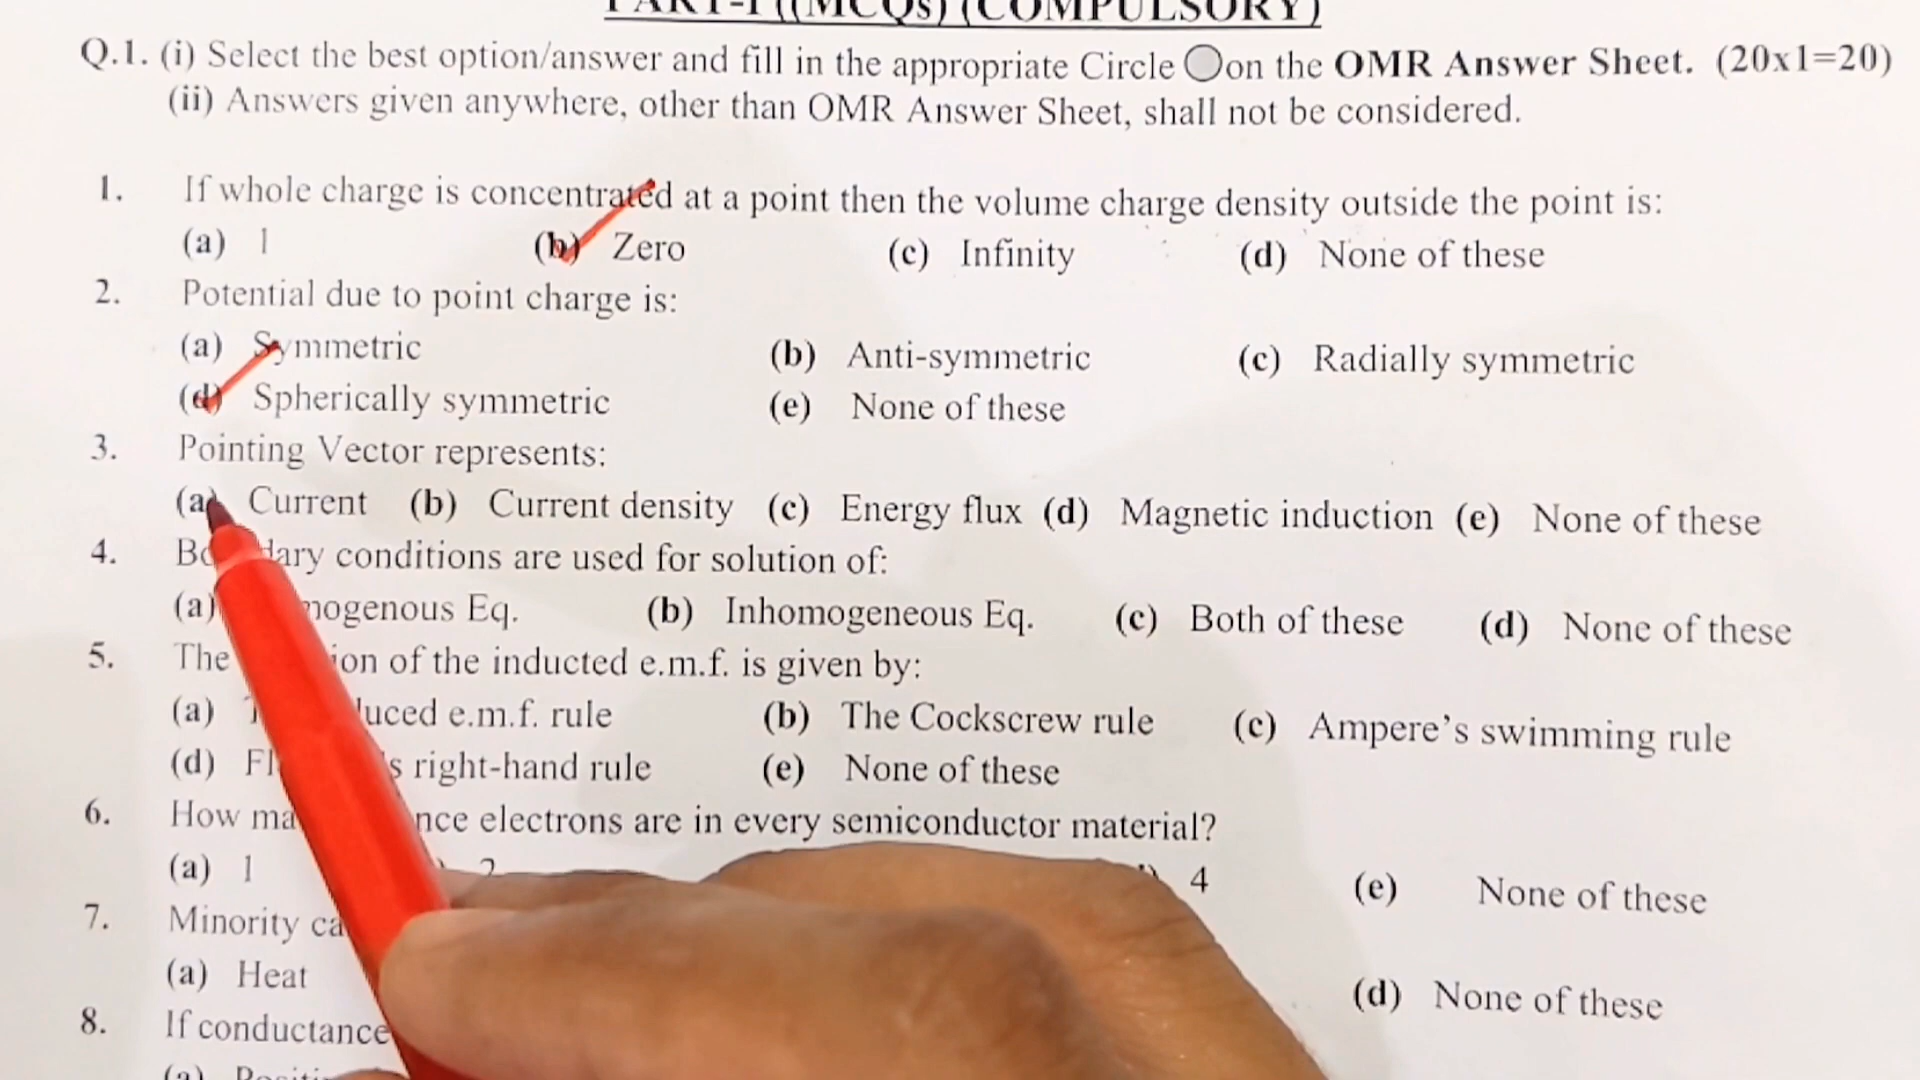 PART-I ((MCQs) (COMPULSORY)
Q.1. (i) Select the best option/answer and fill in the appropriate Circle on the OMR Answer Sheet. (20x1=20)
(ii) Answers given anywhere, other than OMR Answer Sheet, shall not be considered.
1. If whole charge is concentrated at a point then the volume charge density outside the point is:
(a) 1 (b) Zero (c) Infinity (d) None of these
2. Potential due to point charge is:
(a) Symmetric (b) Anti-symmetric (c) Radially symmetric
(d) Spherically symmetric (e) None of these
3. Pointing Vector represents:
(a) Current (b) Current density (c) Energy flux (d) Magnetic induction (e) None of these
4. conditions are used for solution of:
(a) Eq. (b) Inhomogeneous Eq. (c) Both of these (d) None of these
5. The of the inducted e.m.f. is given by:
(a) e.m.f. rule (b) The Cockscrew rule (c) Ampere's swimming rule
(d) right-hand rule (e) None of these
6. How electrons are in every semiconductor material?
(a) 1 2 4 (e) None of these
7. Minority
(a) Heat (d) None of these
8. If conductance
(a)